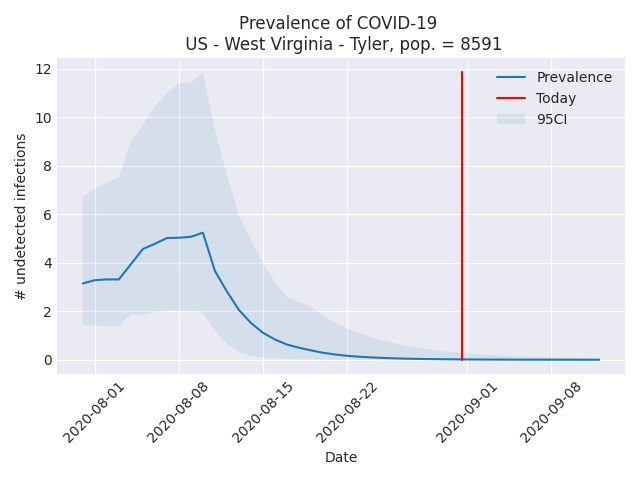 Prevalence of COVID-19
US - West Virginia - Tyler, pop. = 8591
# undetected infections
12
10
8
6
4
2
0
Prevalence
Today
95CI
2020-08-01
2020-08-08
2020-08-15
2020-08-22
2020-09-01
2020-09-08
Date